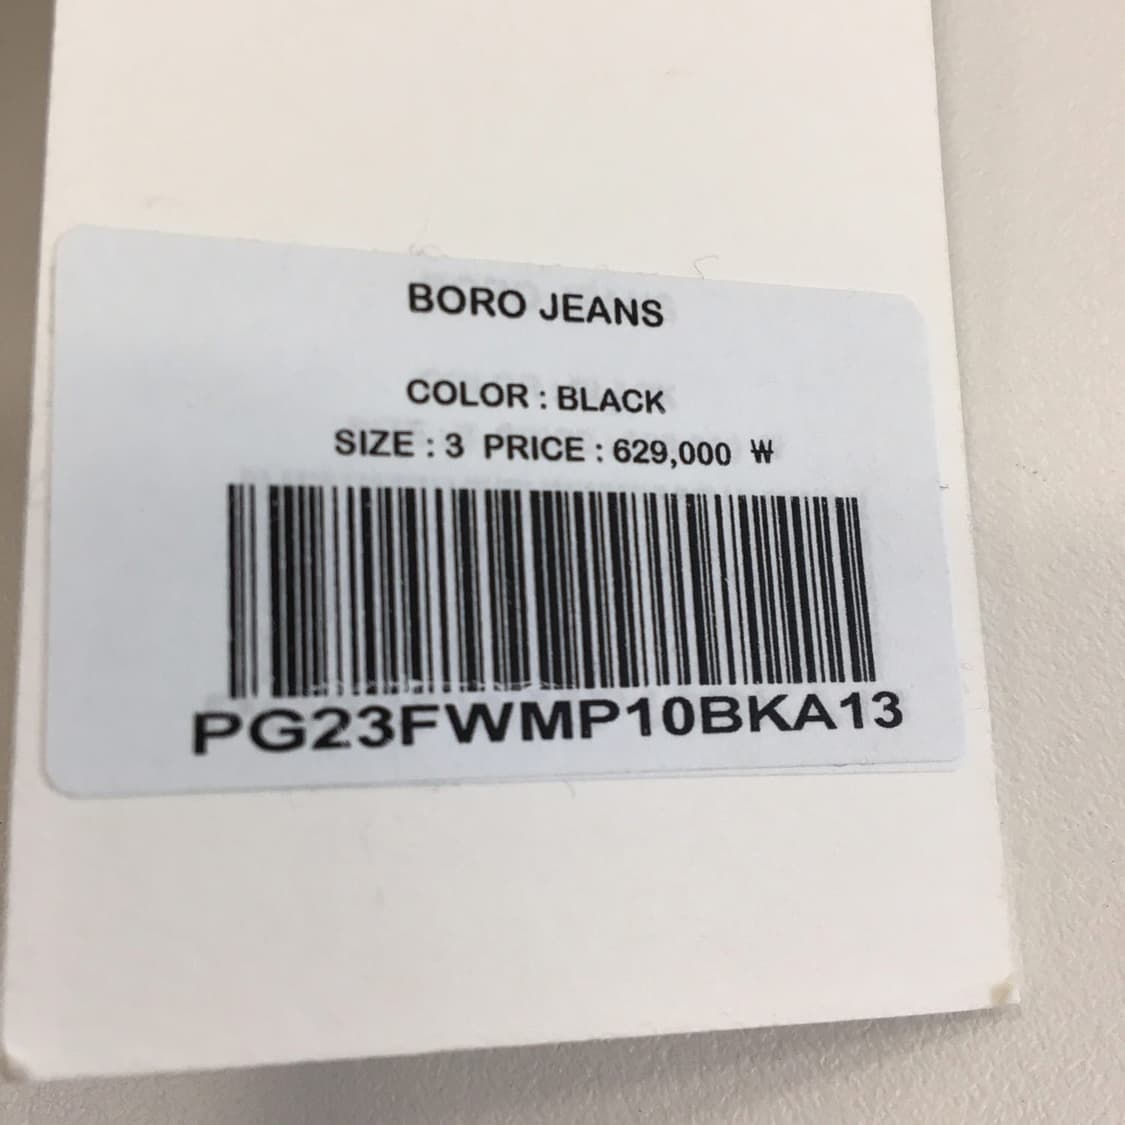 BORO JEANS
COLOR : BLACK
SIZE : 3 PRICE : 629,000 ₩
PG23FWMP10BKA13